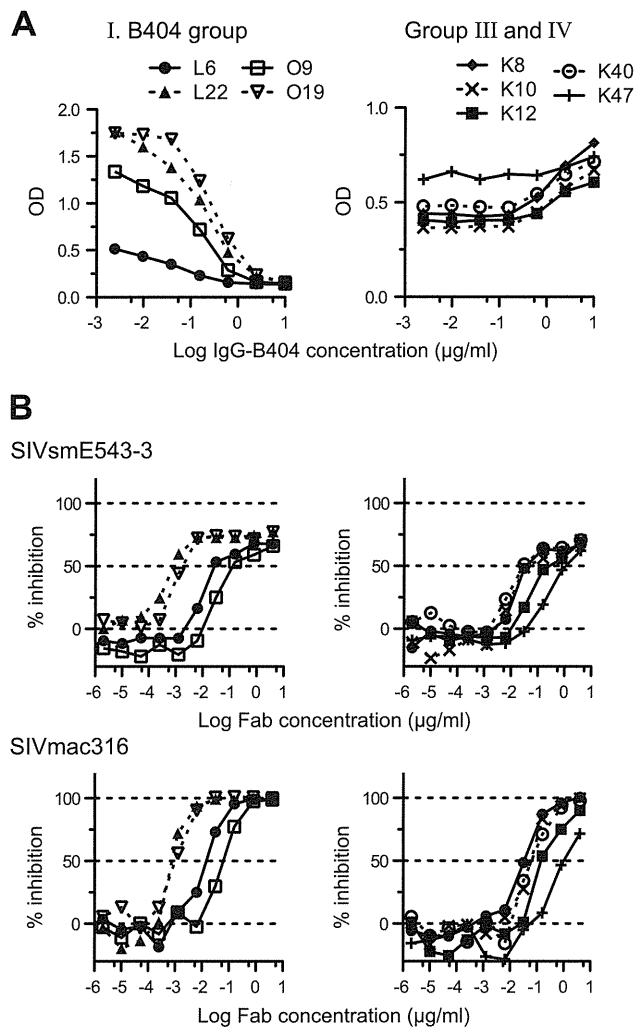 A
I. B404 group
L6
O9
L22
O19
Group III and IV
K8
K40
K10
K47
K12
2.0
1.5
1.0
0.5
0.0
OD
-3 -2 -1 0 1
1.0
0.5
0.0
OD
-3 -2 -1 0 1
Log IgG-B404 concentration (μg/ml)
B
SIVsmE543-3
100
50
0
% inhibition
-6 -5 -4 -3 -2 -1 0 1
100
50
0
% inhibition
-6 -5 -4 -3 -2 -1 0 1
Log Fab concentration (μg/ml)
SIVmac316
100
50
0
% inhibition
-6 -5 -4 -3 -2 -1 0 1
100
50
0
% inhibition
-6 -5 -4 -3 -2 -1 0 1
Log Fab concentration (μg/ml)